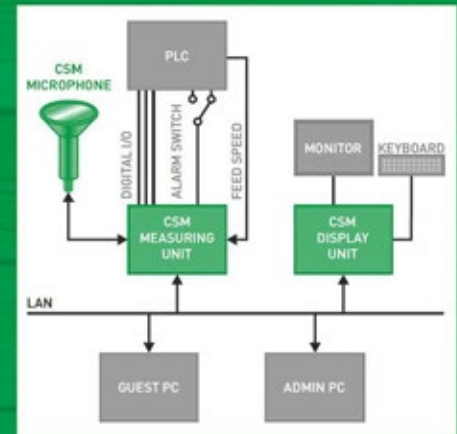 CSM
MICROPHONE
PLC
DIGITAL I/O
ALARM SWITCH
FEED SPEED
MONITOR
KEYBOARD
CSM
MEASURING
UNIT
CSM
DISPLAY
UNIT
LAN
GUEST PC
ADMIN PC